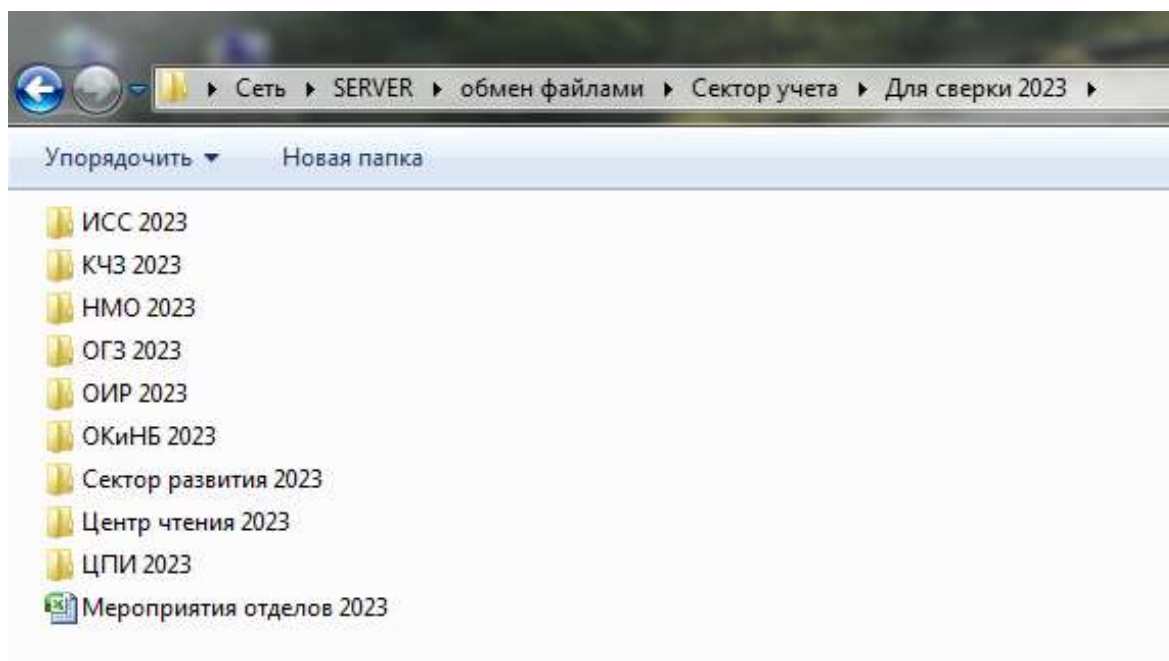 Сеть ▸ SERVER ▸ обмен файлами ▸ Сектор учета ▸ Для сверки 2023 ▸
Упорядочить ▾ Новая папка
ИСС 2023
КЧЗ 2023
НМО 2023
ОГЗ 2023
ОИР 2023
ОКиНБ 2023
Сектор развития 2023
Центр чтения 2023
ЦПИ 2023
Мероприятия отделов 2023